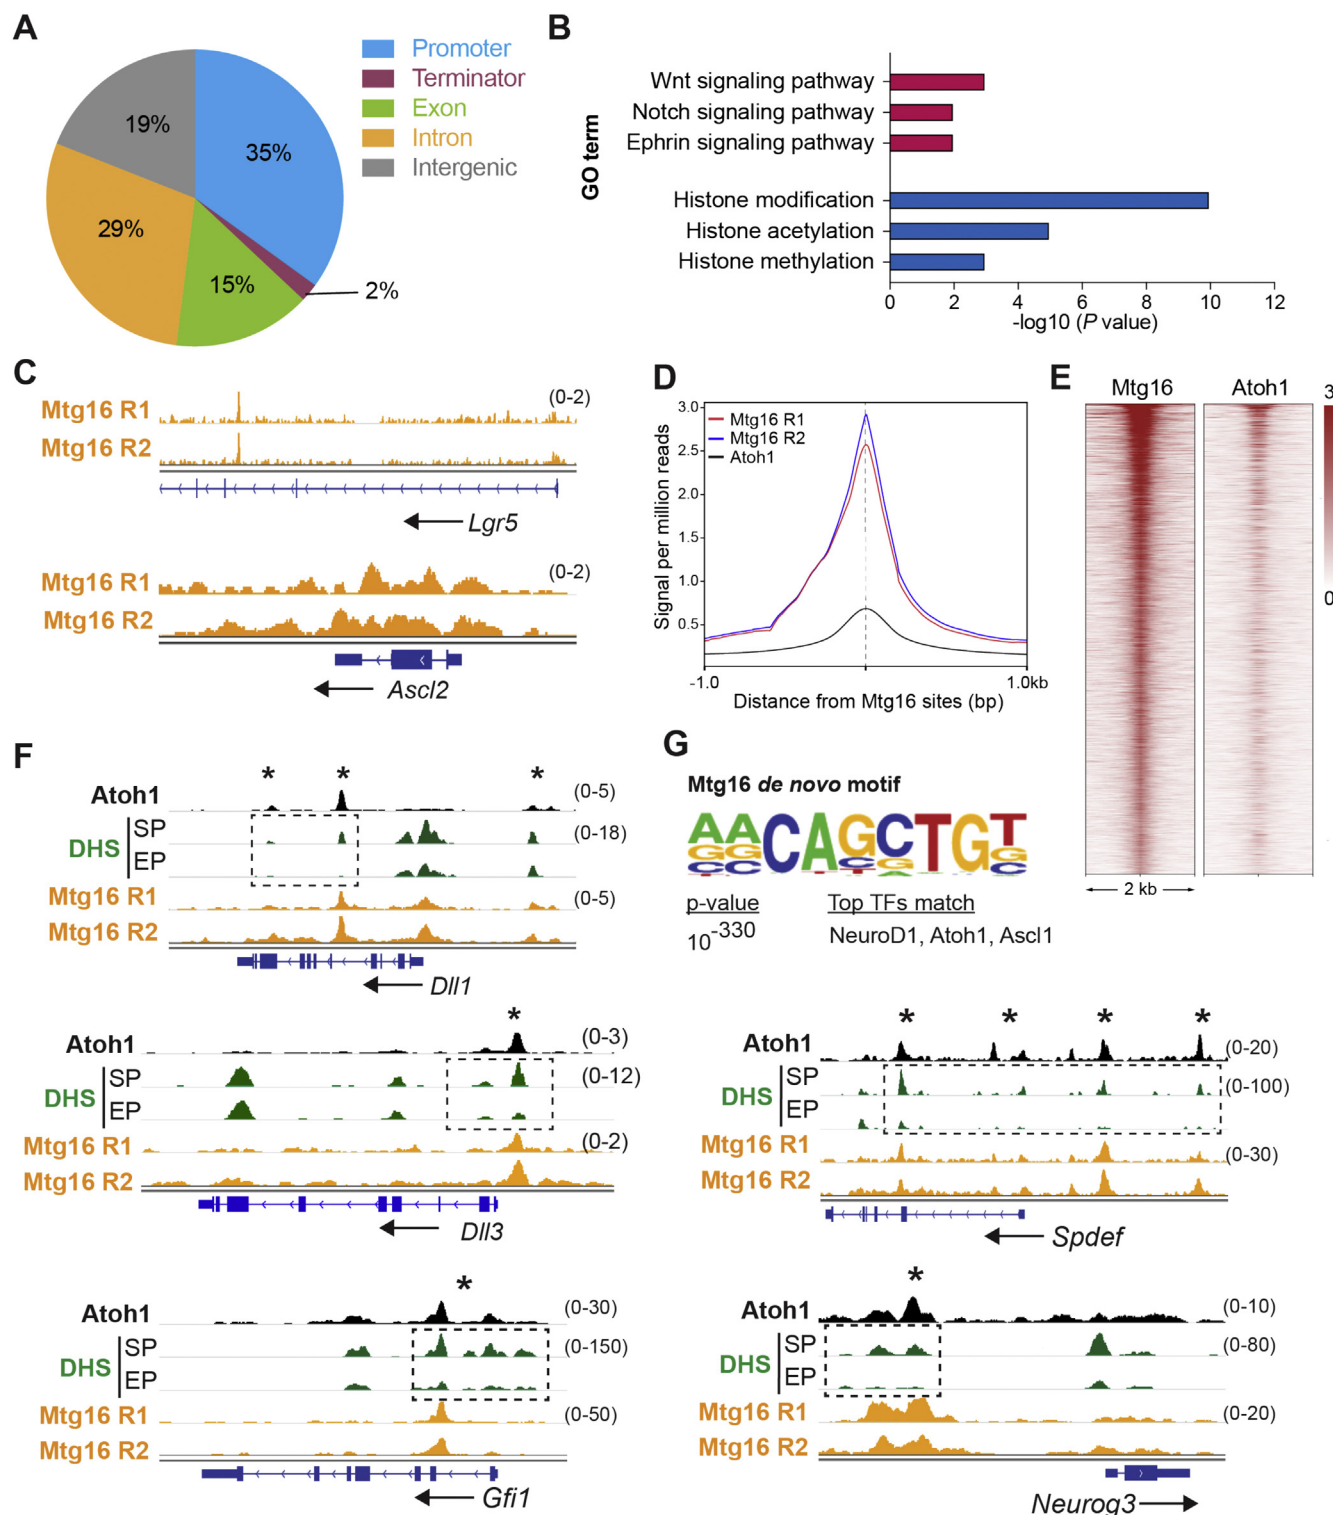 A
Promoter
Terminator
Exon
Intron
Intergenic
35%
2%
15%
29%
19%
B
GO term
Wnt signaling pathway
Notch signaling pathway
Ephrin signaling pathway
Histone modification
Histone acetylation
Histone methylation
0 2 4 6 8 10 12
-log10 (P value)
C
Mtg16 R1
(0-2)
Mtg16 R2
Lgr5
Mtg16 R1
(0-2)
Mtg16 R2
Ascl2
D
Signal per million reads
3.0
2.5
2.0
1.5
1.0
0.5
Mtg16 R1
Mtg16 R2
Atoh1
-1.0
1.0kb
Distance from Mtg16 sites (bp)
E
Mtg16
Atoh1
3
0
2 kb
F
* * *
Atoh1
(0-5)
DHS
SP
(0-18)
EP
Mtg16 R1
(0-5)
Mtg16 R2
Dll1
*
Atoh1
(0-3)
DHS
SP
(0-12)
EP
Mtg16 R1
(0-2)
Mtg16 R2
Dll3
*
Atoh1
(0-30)
DHS
SP
(0-150)
EP
Mtg16 R1
(0-50)
Mtg16 R2
Gfi1
G
Mtg16 de novo motif
AACAGCTGT
p-value
10-330
Top TFs match
NeuroD1, Atoh1, Ascl1
* * * *
Atoh1
(0-20)
DHS
SP
(0-100)
EP
Mtg16 R1
(0-30)
Mtg16 R2
Spdef
*
Atoh1
(0-10)
DHS
SP
(0-80)
EP
Mtg16 R1
(0-20)
Mtg16 R2
Neurog3